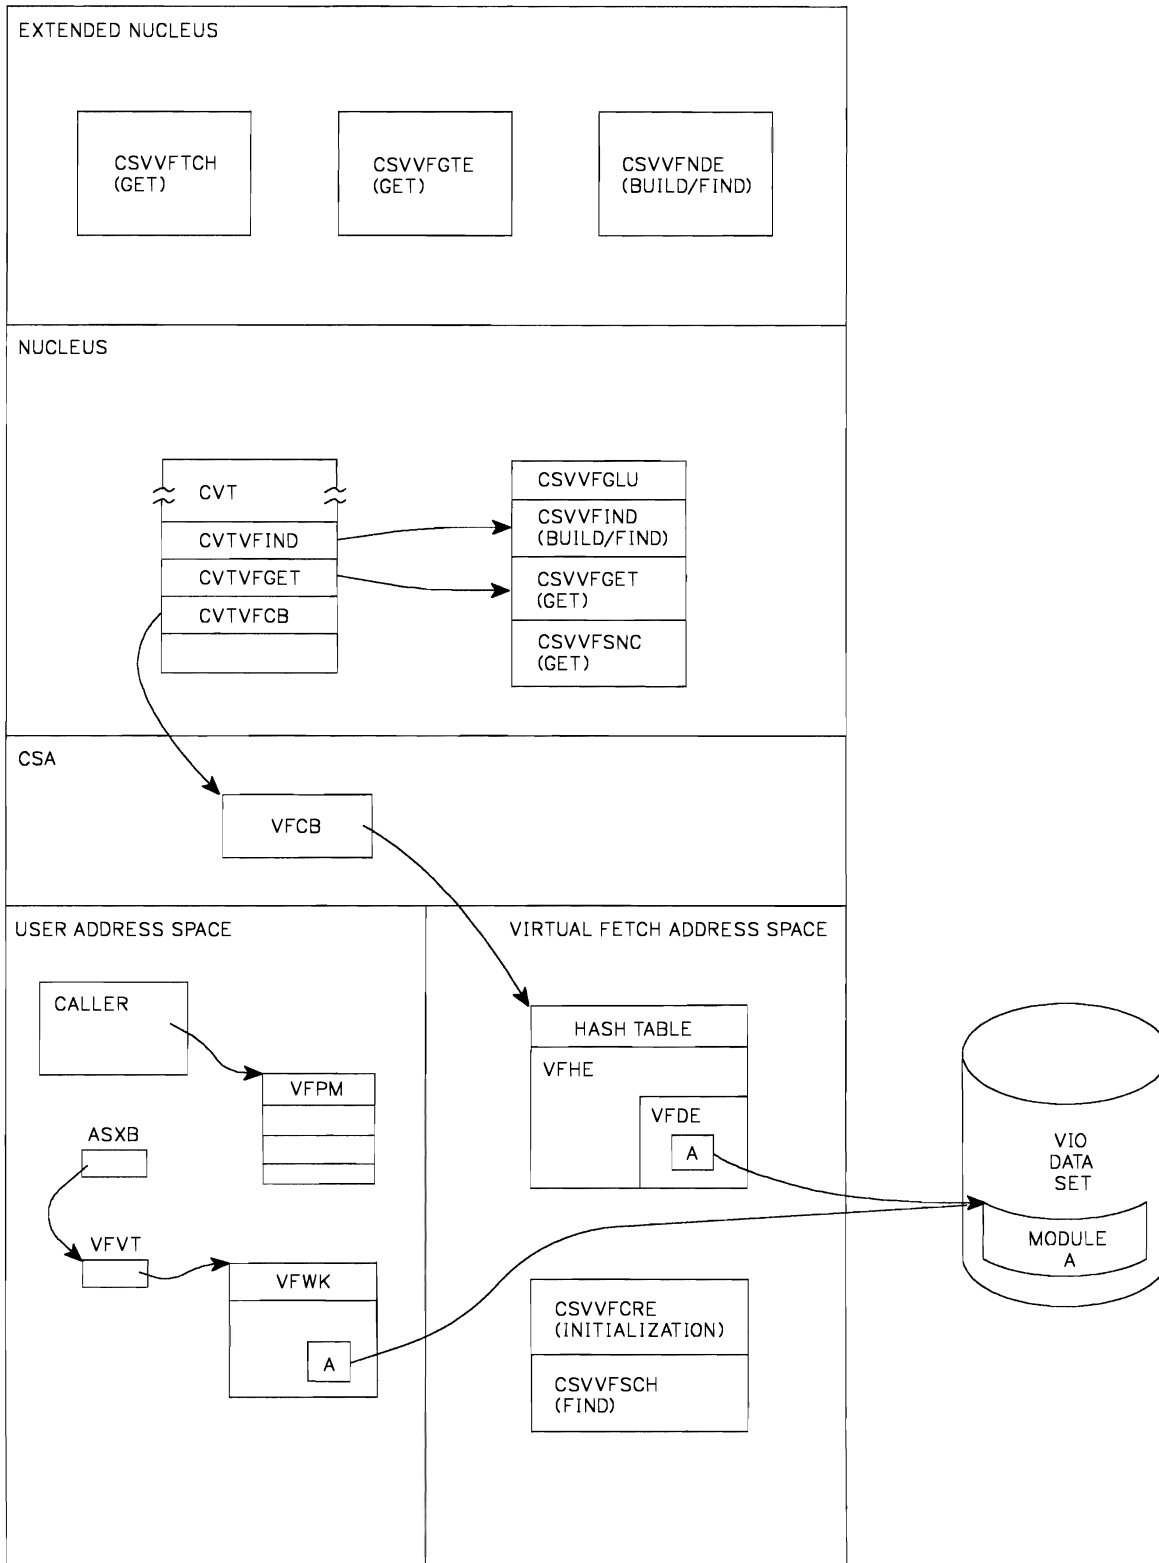 EXTENDED NUCLEUS
CSVVFTCH
(GET)
CSVVFGTE
(GET)
CSVVFNDE
(BUILD/FIND)
NUCLEUS
CVT
CVTVFIND
CVTVFGET
CVTVFCB
CSVVFGLU
CSVVFIND
(BUILD/FIND)
CSVVFGET
(GET)
CSVVFSNC
(GET)
CSA
VFCB
USER ADDRESS SPACE
CALLER
VFPM
ASXB
VFVT
VFWK
A
VIRTUAL FETCH ADDRESS SPACE
HASH TABLE
VFHE
VFDE
A
CSVVFCRE
(INITIALIZATION)
CSVVFSCH
(FIND)
VIO
DATA
SET
MODULE
A